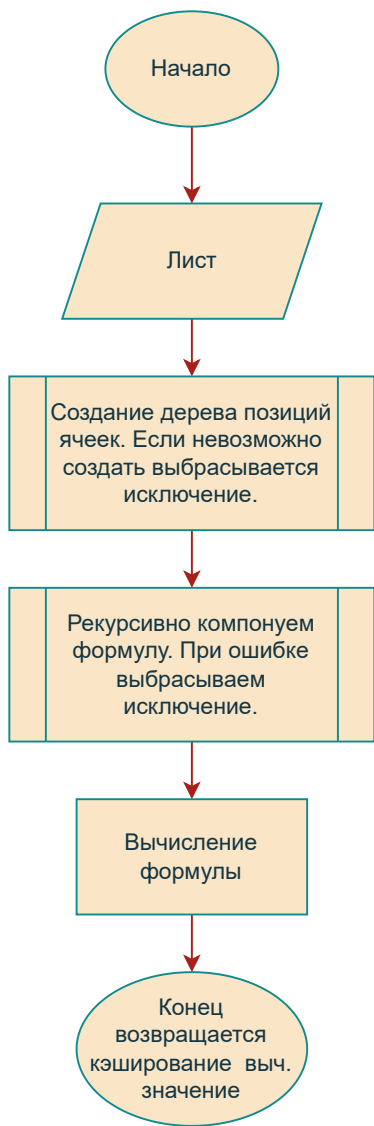 Начало
Лист
Создание дерева позиций
ячеек. Если невозможно
создать выбрасывается
исключение.
Рекурсивно компонуем
формулу. При ошибке
выбрасываем
исключение.
Вычисление
формулы
Конец
возвращается
кэширование выч.
значение